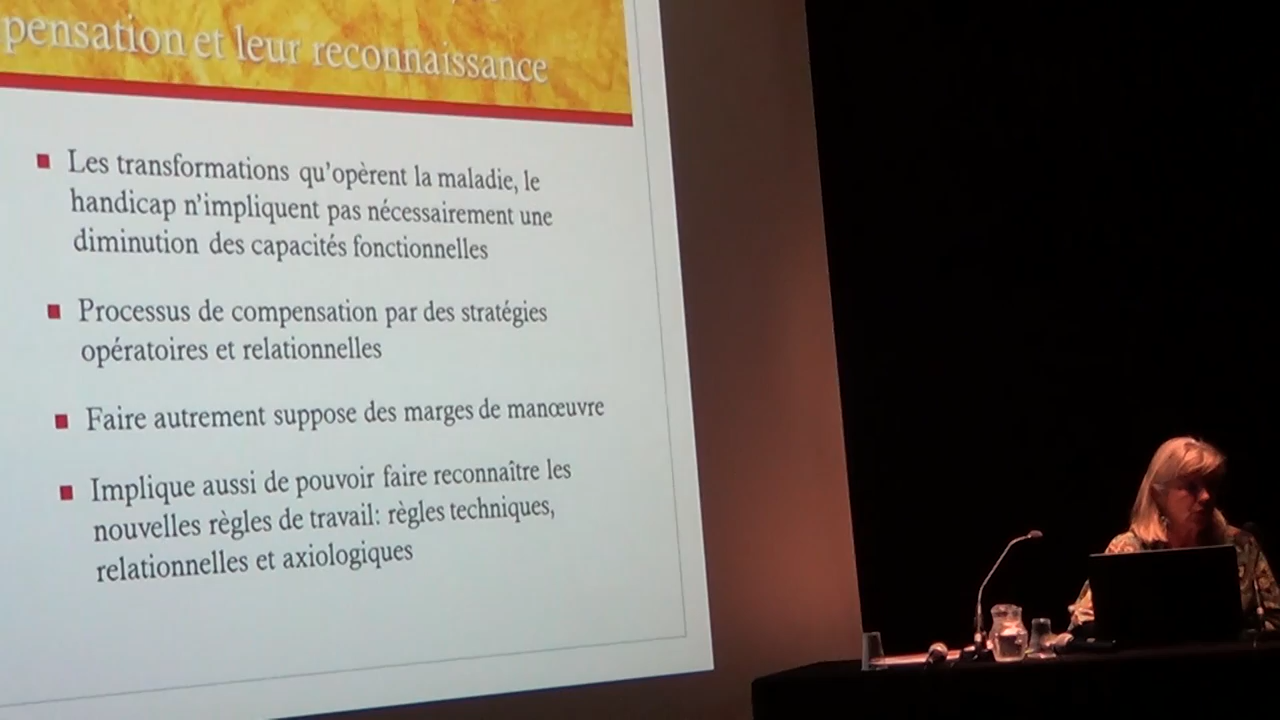 pensation et leur reconnaissance
Les transformations qu'opèrent la maladie, le
handicap n'impliquent pas nécessairement une
diminution des capacités fonctionnelles
Processus de compensation par des stratégies
opératoires et relationnelles
Faire autrement suppose des marges de manœuvre
Implique aussi de pouvoir faire reconnaître les
nouvelles règles de travail: règles techniques,
relationnelles et axiologiques